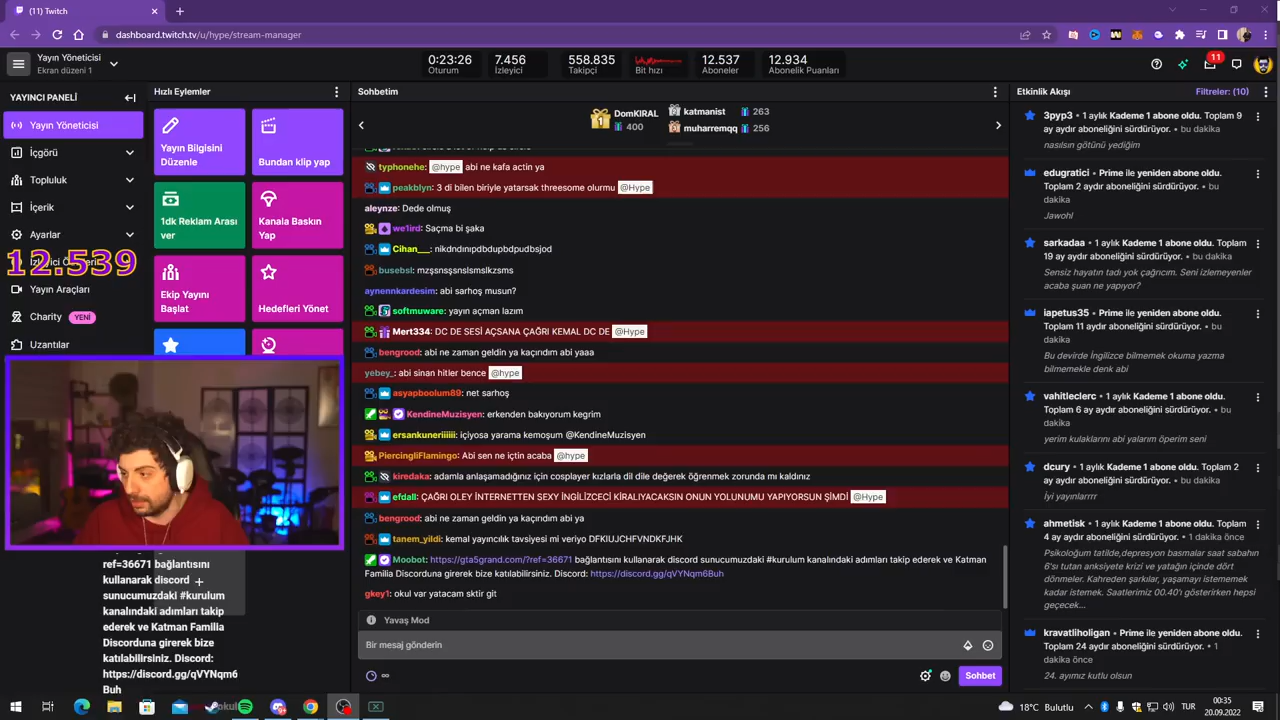 (11) Twitch
dashboard.twitch.tv/u/hype/stream-manager
Yayın Yöneticisi
Ekran düzeni 1
0:23:26
Oturum
7.456
İzleyici
558.835
Takipçi
Bit hızı
12.537
Aboneler
12.934
Abonelik Puanları
11
YAYINCI PANELİ
Yayın Yöneticisi
İçgörü
Topluluk
İçerik
Ayarlar
12.539
Yayın Araçları
Charity YENİ
Uzantılar
Hızlı Eylemler
Yayın Bilgisini
Düzenle
Bundan klip yap
1dk Reklam Arası
ver
Kanala Baskın
Yap
Ekip Yayını
Başlat
Hedefleri Yönet
ref=36671 bağlantısını
kullanarak discord
sunucumuzdaki #kurulum
kanalındaki adımları takip
ederek ve Katman Familia
Discorduna girerek bize
katılabilirsiniz. Discord:
https://discord.gg/qVYNqm6
Buh
Sohbetim
1 DomKIRAL
400
2 katmanist 263
3 muharremqq 256
typhonehe: @hype abi ne kafa actin ya
peakblyn: 3 di bilen biriyle yatarsak threesome olurmu @Hype
aleynze: Dede olmuş
we1ird: Saçma bi şaka
Cihan___: nikdndınıpdbdupbdpudbsjod
busebsl: mzşsnsşsnslsmslkzsms
aynennkardesim: abi sarhoş musun?
softmuware: yayın açman lazım
Mert334: DC DE SESİ AÇSANA ÇAĞRI KEMAL DC DE @Hype
bengrood: abi ne zaman geldin ya kaçırıdım abi yaaa
yebey_: abi sinan hitler bence @hype
asyapboolum89: net sarhoş
KendineMuzisyen: erkenden bakıyorum kegrim
ersankuneriiiiii: içiyosa yarama kemoşum @KendineMuzisyen
PiercingliFlamingo: Abi sen ne içtin acaba @hype
kiredaka: adamla anlaşamadıınız için cosplayer kızlarla dil dile değerek öğrenmek zorunda mı kaldınız
efdall: ÇAĞRI OLEY İNTERNETTEN SEXY İNGİLİZCECİ KİRALIYACAKSIN ONUN YOLUNUMU YAPIYORSUN ŞİMDİ @Hype
bengrood: abi ne zaman geldin ya kaçırıdım abi ya
tanem_yildi: kemal yayıncılık tavsiyesi mi veriyo DFKIUJCHFVNDKFJHK
Moobot: https://gta5grand.com/?ref=36671 bağlantısını kullanarak discord sunucumuzdaki #kurulum kanalındaki adımları takip ederek ve Katman
Familia Discorduna girerek bize katılabilirsiniz. Discord: https://discord.gg/qVYNqm6Buh
gkey1: okul var yatacam sktir git
Yavaş Mod
Bir mesaj gönderin
∞
Sohbet
Etkinlik Akışı
Filtreler: (10)
3pyp3 • 1 aylık Kademe 1 abone oldu. Toplam 9
ay aydır aboneliğini sürdürüyor. • bu dakika
nasılsın götünü yediğim
edugratici • Prime ile yeniden abone oldu.
Toplam 2 aydır aboneliğini sürdürüyor. • bu
dakika
Jawohl
sarkadaa • 1 aylık Kademe 1 abone oldu. Toplam
19 ay aydır aboneliğini sürdürüyor. • bu dakika
Sensiz hayatın tadı yok çağrıcım. Seni izlemeyenler
acaba şuan ne yapıyor?
iapetus35 • Prime ile yeniden abone oldu.
Toplam 11 aydır aboneliğini sürdürüyor. • bu
dakika
Bu devirde İngilizce bilmemek okuma yazma
bilmemekle denk abi
vahitleclerc • 1 aylık Kademe 1 abone oldu.
Toplam 6 ay aydır aboneliğini sürdürüyor. • bu
dakika
yerim kulaklarını abi yalarım öperim seni
dcury • 1 aylık Kademe 1 abone oldu. Toplam 2
ay aydır aboneliğini sürdürüyor. • bu dakika
İyi yayınlarrrr
ahmetisk • 1 aylık Kademe 1 abone oldu. Toplam
4 ay aydır aboneliğini sürdürüyor. • 1 dakika önce
Psikoloğum tatilde,depresyon basmalar saat sabahın
6'sı tutan anksiyete krizi ve yatağın içinde dört
dönmeler. Kahreden şarkılar, yaşamayı istememek
kadar istemek. Saatlerimiz 00.40'ı gösterirken hepsi
geçecek...
kravatliholigan • Prime ile yeniden abone oldu.
Toplam 24 aydır aboneliğini sürdürüyor. • 1
dakika önce
24. ayımız kutlu olsun
18°C Bulutlu
TUR
00:35
20.09.2022